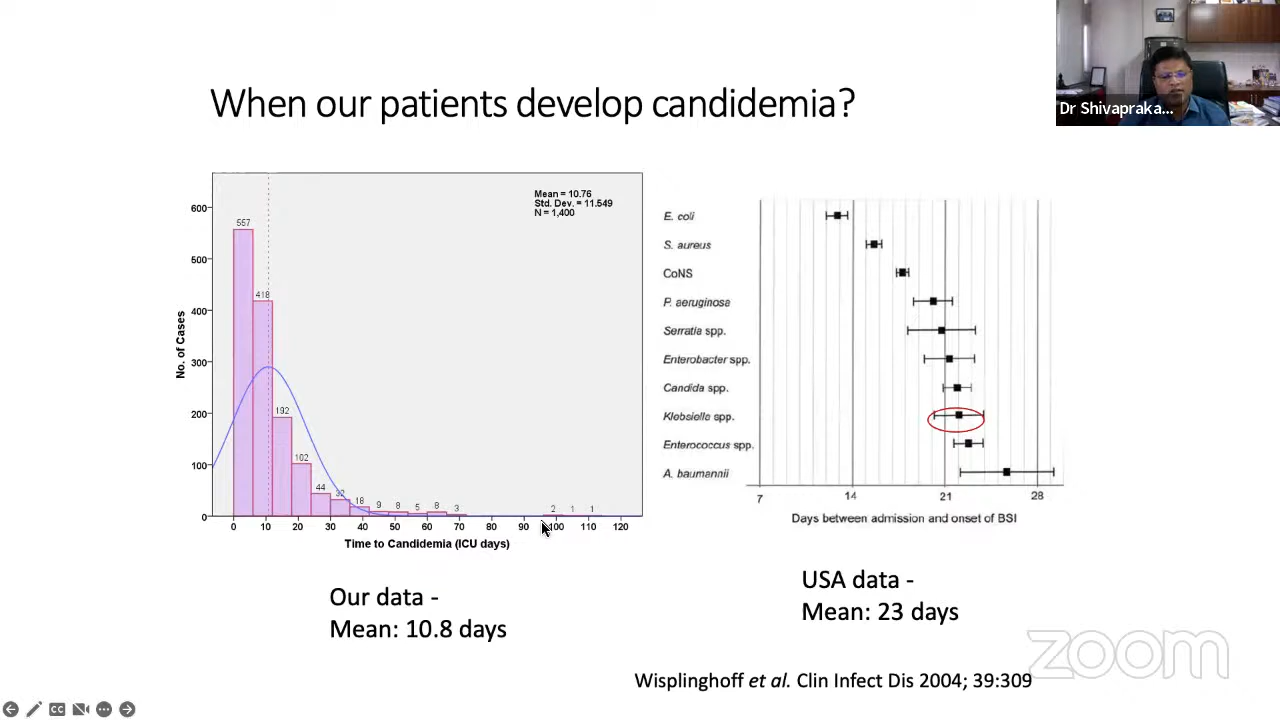 When our patients develop candidemia?
Dr Shivapraka...
Mean = 10.76
Std. Dev. = 11.549
N = 1,400
No. of Cases
600
500
400
300
200
100
0
557
418
192
102
44
32
18
9
8
5
8
3
2
1
1
0 10 20 30 40 50 60 70 80 90 100 110 120
Time to Candidemia (ICU days)
E. coli
S. aureus
CoNS
P. aeruginosa
Serratia spp.
Enterobacter spp.
Candida spp.
Klebsiella spp.
Enterococcus spp.
A. baumannii
7 14 21 28
Days between admission and onset of BSI
Our data -
Mean: 10.8 days
USA data -
Mean: 23 days
Wisplinghoff et al. Clin Infect Dis 2004; 39:309
zoom
CC